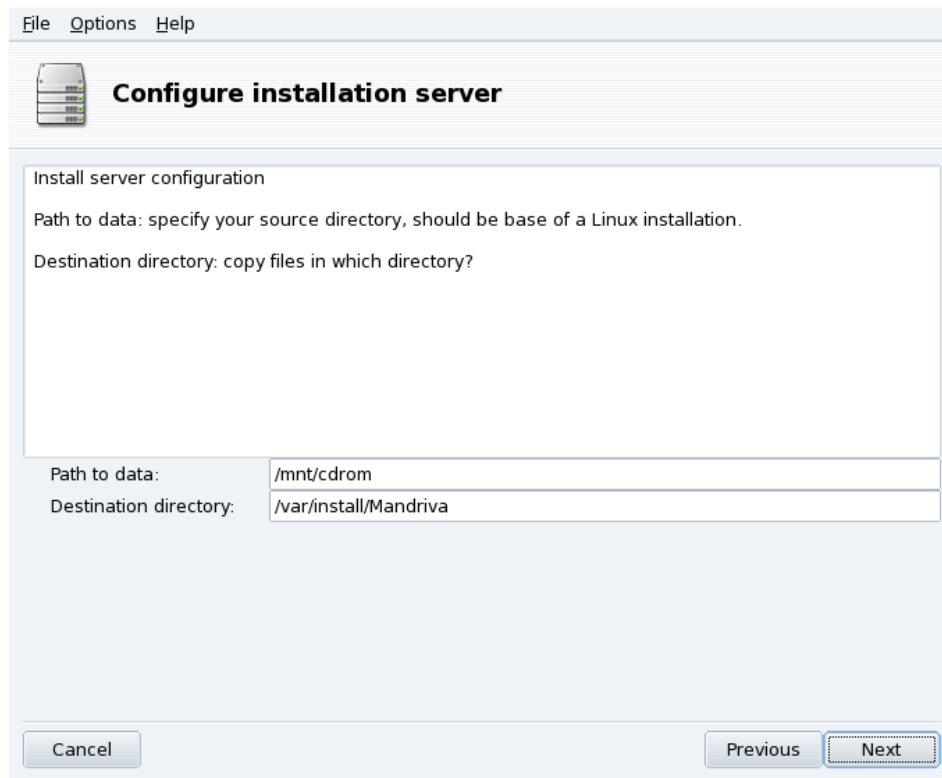 File Options Help
Configure installation server
Install server configuration
Path to data: specify your source directory, should be base of a Linux installation.
Destination directory: copy files in which directory?
Path to data: /mnt/cdrom
Destination directory: /var/install/Mandriva
Cancel Previous Next